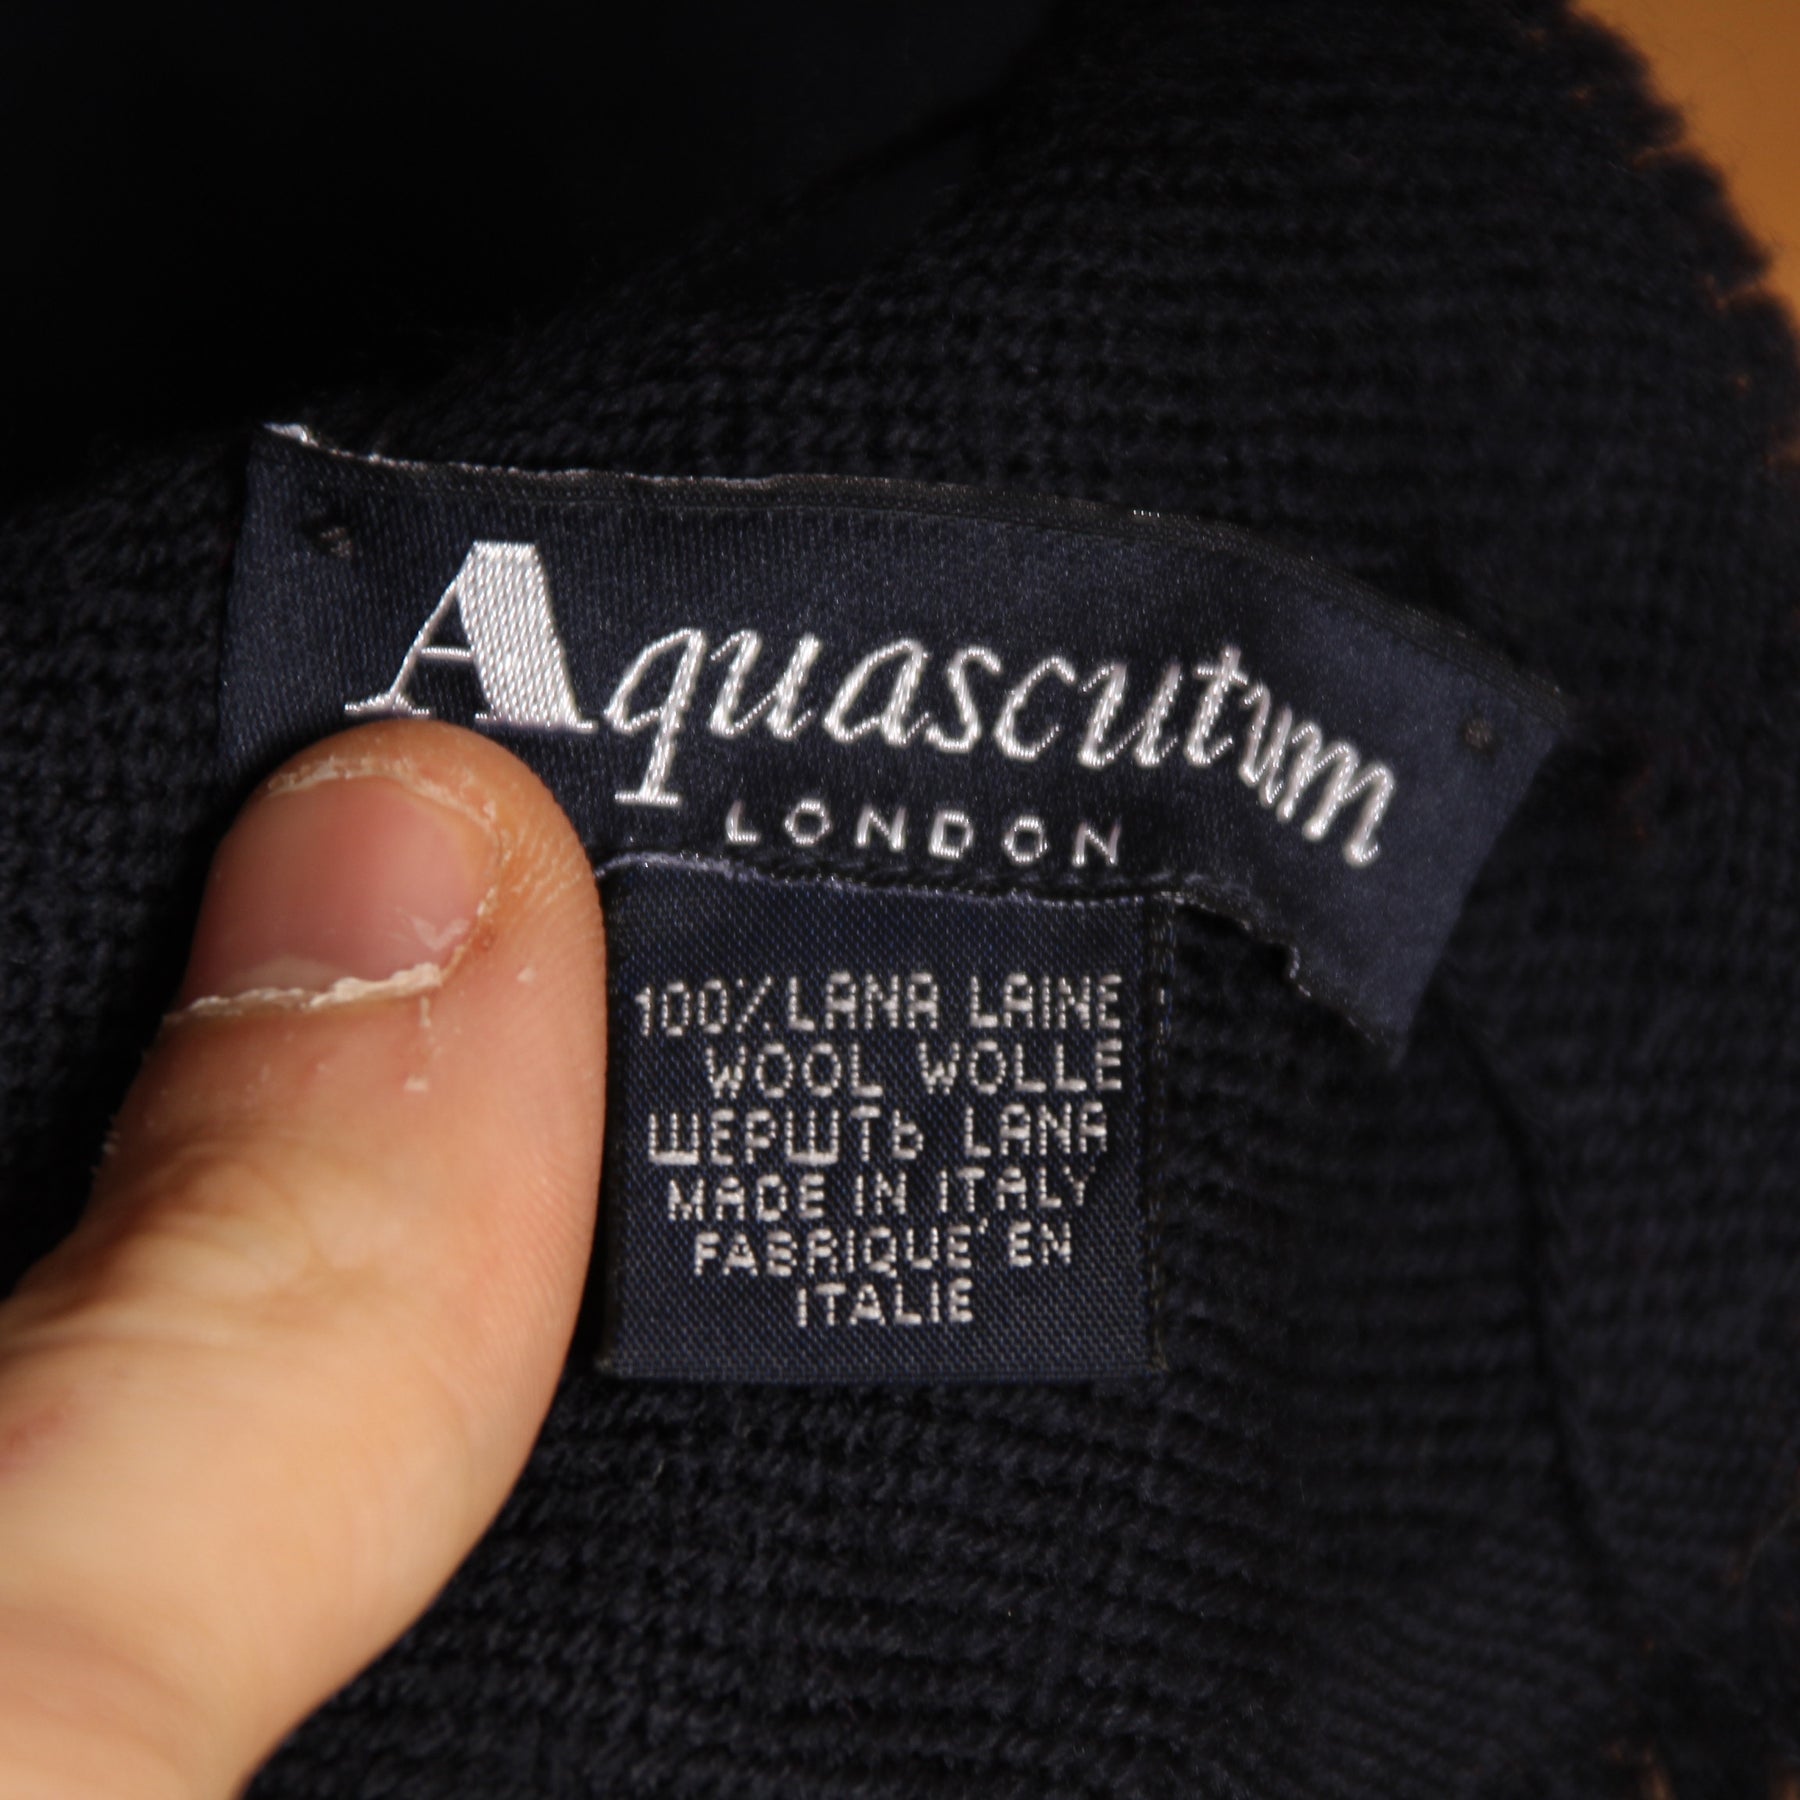 Aquascutum
LONDON
100% LANA LAINE
WOOL WOLLE
ШЕРШТЬ LANA
MADE IN ITALY
FABRIQUE' EN
ITALIE